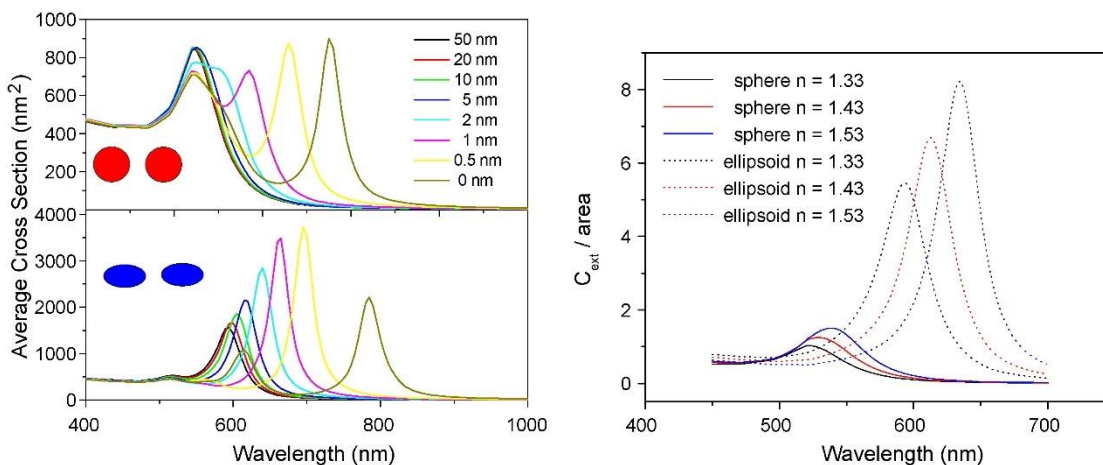 1000
800
600
400
200
4000
3000
2000
1000
0
Average Cross Section (nm²)
50 nm
20 nm
10 nm
5 nm
2 nm
1 nm
0.5 nm
0 nm
400
600
800
1000
Wavelength (nm)
8
6
4
2
0
C_ext / area
sphere n = 1.33
sphere n = 1.43
sphere n = 1.53
ellipsoid n = 1.33
ellipsoid n = 1.43
ellipsoid n = 1.53
400
500
600
700
Wavelength (nm)